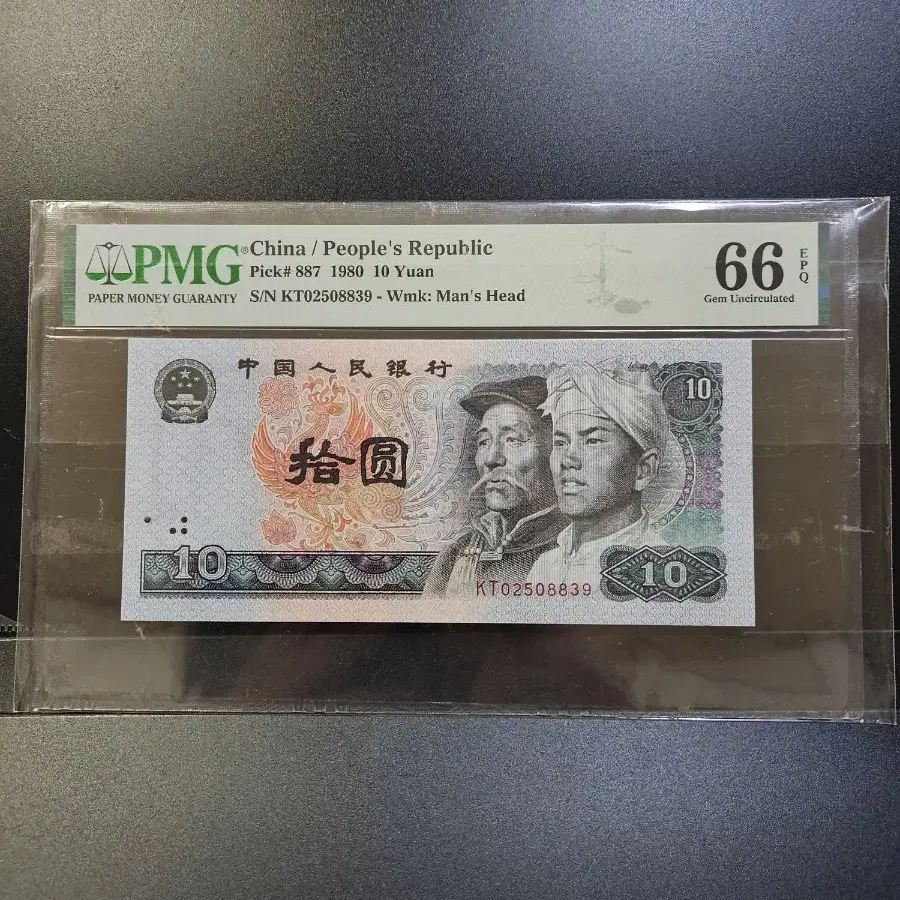 PMG® China / People's Republic
Pick# 887 1980 10 Yuan
PAPER MONEY GUARANTY
S/N KT02508839 - Wmk: Man's Head
66 EPQ
Gem Uncirculated
中国人民银行
10
拾圆
10
KT02508839
10